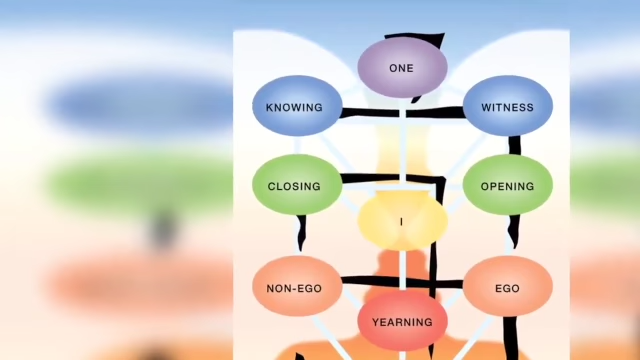 ONE
KNOWING
WITNESS
CLOSING
OPENING
I
NON-EGO
EGO
YEARNING